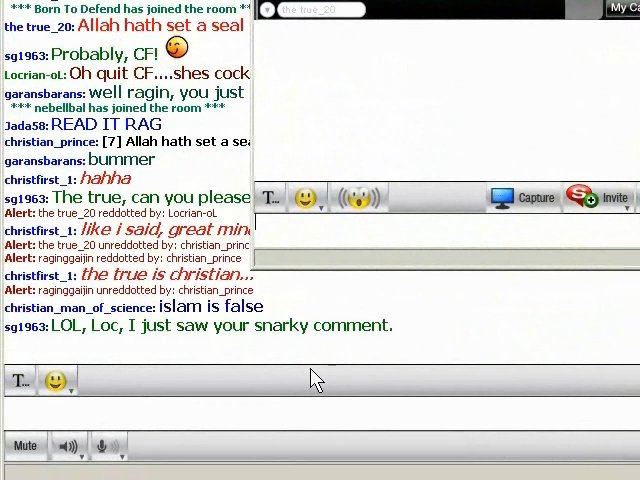 *** Born To Defend has joined the room **
the true_20: Allah hath set a seal
sg1963: Probably, CF!
Locrian-oL: Oh quit CF....shes cock
garansbarans: well ragin, you just
*** nebellbal has joined the room ***
Jada58: READ IT RAG
christian_prince: [7] Allah hath set a sea
garansbarans: bummer
christfirst_1: hahha
sg1963: The true, can you please
Alert: the true_20 reddotted by: Locrian-oL
christfirst_1: like i said, great mind
Alert: the true_20 unreddotted by: christian_princ
Alert: raginggaijin reddotted by: christian_prince
christfirst_1: the true is christian...
Alert: raginggaijin unreddotted by: christian_prince
christian_man_of_science: islam is false
sg1963: LOL, Loc, I just saw your snarky comment.
T...
Mute
the true_20
My Ca
T...
Capture
Invite